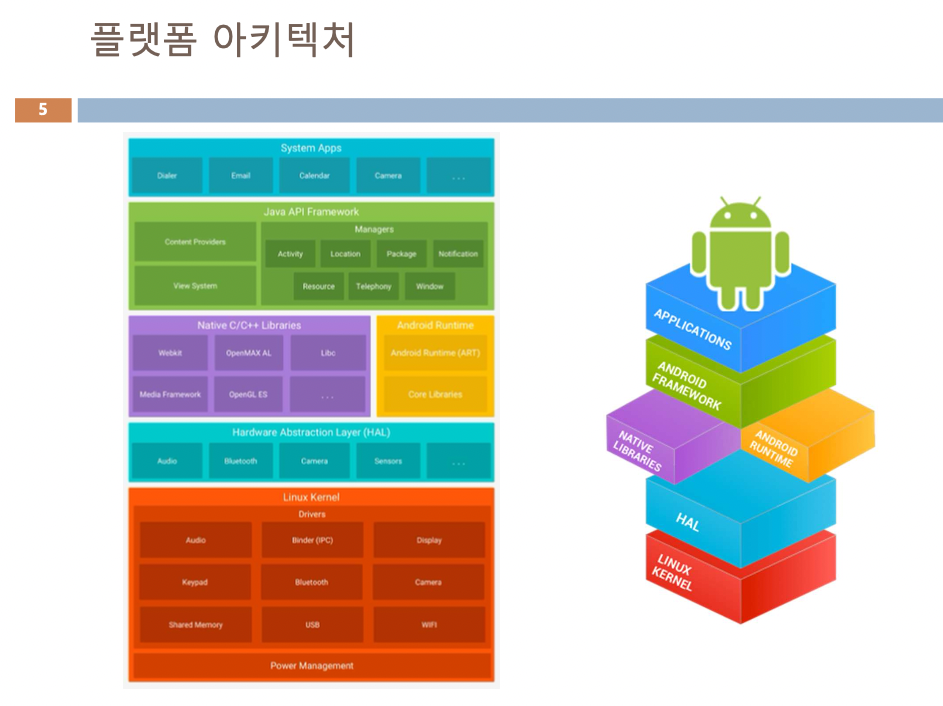 플랫폼 아키텍처
5
System Apps
Dialer
Email
Calendar
Camera
. . .
Java API Framework
Content Providers
View System
Managers
Activity
Location
Package
Notification
Resource
Telephony
Window
Native C/C++ Libraries
Webkit
OpenMAX AL
Libc
Media Framework
OpenGL ES
. . .
Android Runtime
Android Runtime (ART)
Core Libraries
Hardware Abstraction Layer (HAL)
Audio
Bluetooth
Camera
Sensors
. . .
Linux Kernel
Drivers
Audio
Binder (IPC)
Display
Keypad
Bluetooth
Camera
Shared Memory
USB
WIFI
Power Management
APPLICATIONS
ANDROID
FRAMEWORK
NATIVE
LIBRARIES
ANDROID
RUNTIME
HAL
LINUX
KERNEL